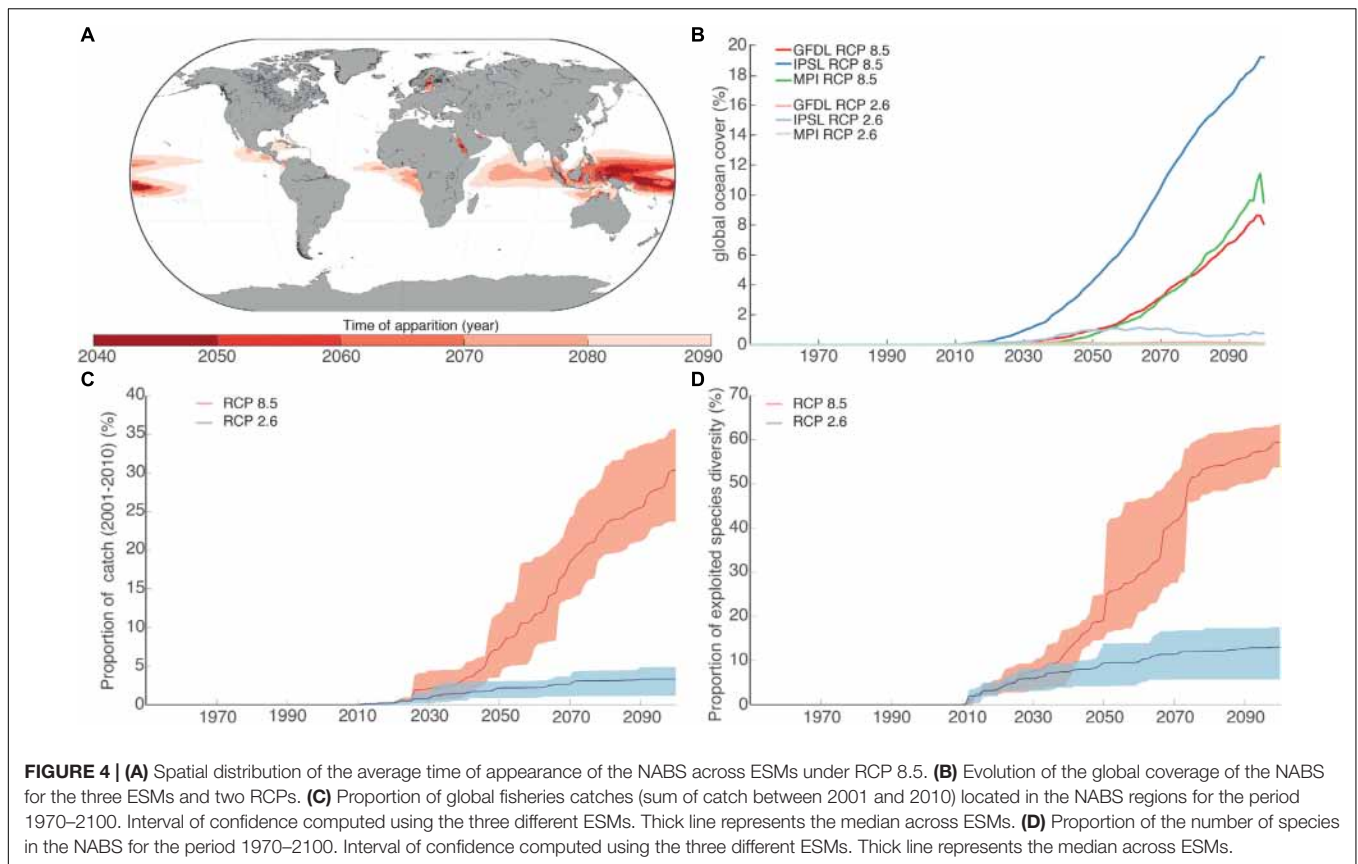 A
Time of apparition (year)
2040 2050 2060 2070 2080 2090
B
global ocean cover (%)
20
18
16
14
12
10
8
6
4
2
0
GFDL RCP 8.5
IPSL RCP 8.5
MPI RCP 8.5
GFDL RCP 2.6
IPSL RCP 2.6
MPI RCP 2.6
1970 1990 2010 2030 2050 2070 2090
C
Proportion of catch (2001-2010) (%)
40
35
30
25
20
15
10
5
0
RCP 8.5
RCP 2.6
1970 1990 2010 2030 2050 2070 2090
D
Proportion of exploited species diversity (%)
70
60
50
40
30
20
10
0
RCP 8.5
RCP 2.6
1970 1990 2010 2030 2050 2070 2090
FIGURE 4 | (A) Spatial distribution of the average time of appearance of the NABS across ESMs under RCP 8.5. (B) Evolution of the global coverage of the NABS
for the three ESMs and two RCPs. (C) Proportion of global fisheries catches (sum of catch between 2001 and 2010) located in the NABS regions for the period
1970–2100. Interval of confidence computed using the three different ESMs. Thick line represents the median across ESMs. (D) Proportion of the number of species
in the NABS for the period 1970–2100. Interval of confidence computed using the three different ESMs. Thick line represents the median across ESMs.